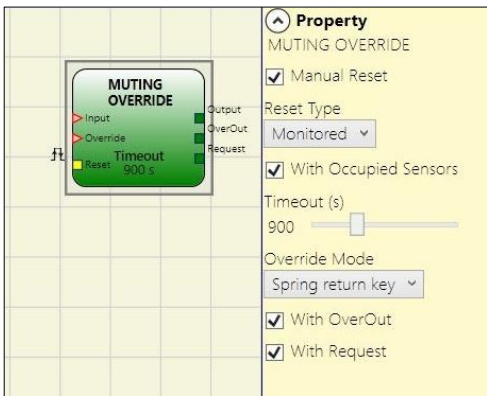 MUTING
OVERRIDE
Input
Override
Reset
Timeout
900 s
Output
OverOut
Request
Property
MUTING OVERRIDE
Manual Reset
Reset Type
Monitored
With Occupied Sensors
Timeout (s)
900
Override Mode
Spring return key
With OverOut
With Request